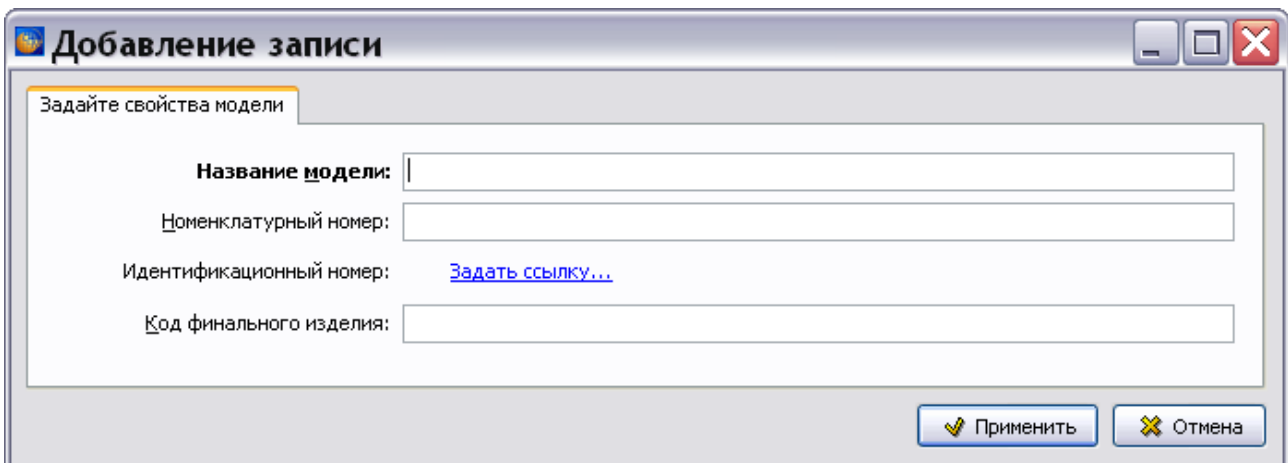 Добавление записи
Задайте свойства модели
Название модели:
Номенклатурный номер:
Идентификационный номер: Задать ссылку...
Код финального изделия:
Применить Отмена